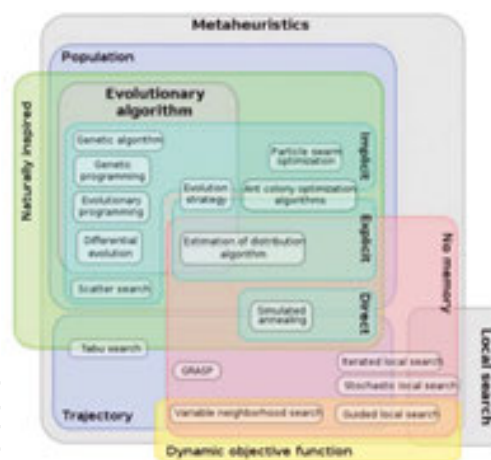 Metaheuristics
Population
Naturally inspired
Evolutionary
algorithm
Genetic algorithm
Genetic
programming
Evolutionary
programming
Differential
evolution
Scatter search
Evolution
strategy
Particle swarm
optimization
Ant colony optimization
algorithms
Implicit
Estimation of distribution
algorithm
Explicit
Simulated
annealing
Direct
No memory
Tabu search
GRASP
Iterated local search
Stochastic local search
Variable neighborhood search
Guided local search
Local search
Trajectory
Dynamic objective function